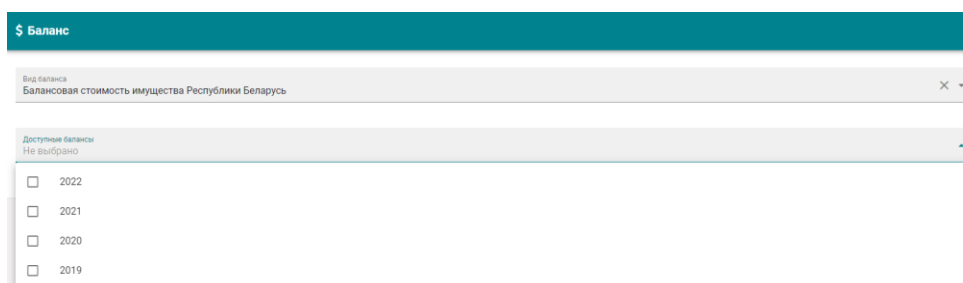 $ Баланс
Вид баланса
Балансовая стоимость имущества Республики Беларусь
Доступные балансы
Не выбрано
2022
2021
2020
2019